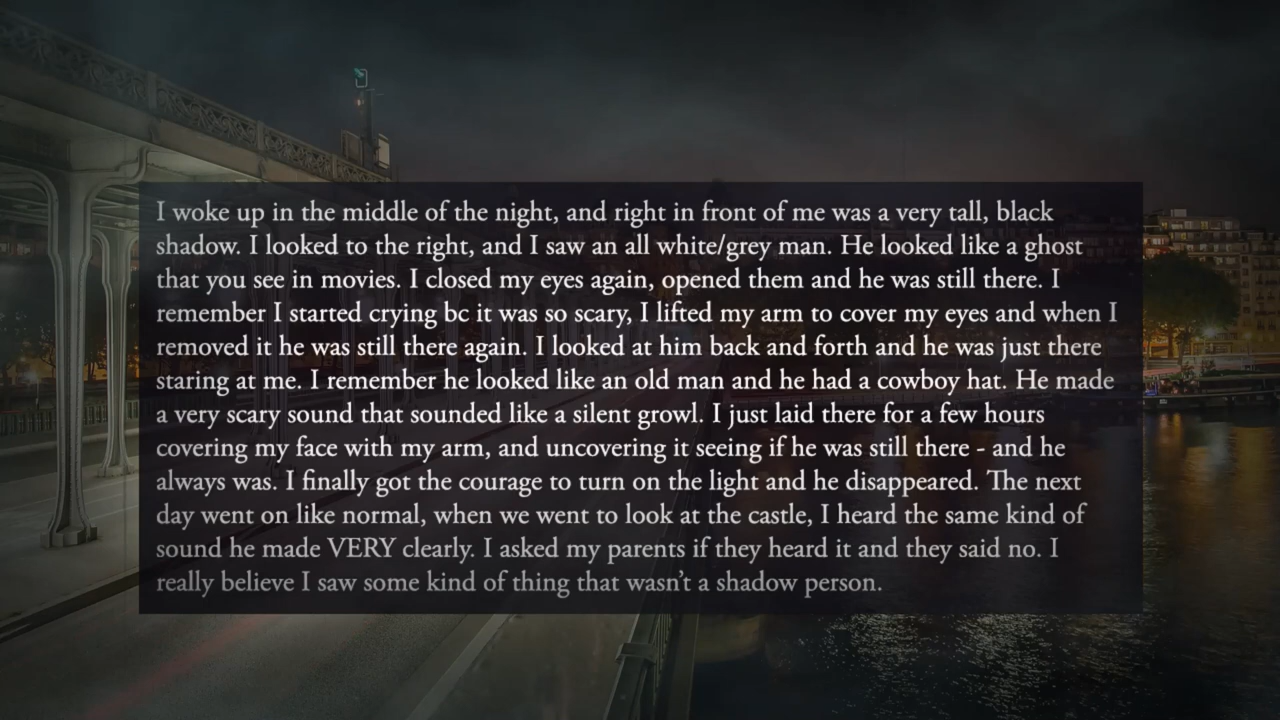 I woke up in the middle of the night, and right in front of me was a very tall, black
shadow. I looked to the right, and I saw an all white/grey man. He looked like a ghost
that you see in movies. I closed my eyes again, opened them and he was still there. I
remember I started crying bc it was so scary, I lifted my arm to cover my eyes and when I
removed it he was still there again. I looked at him back and forth and he was just there
staring at me. I remember he looked like an old man and he had a cowboy hat. He made
a very scary sound that sounded like a silent growl. I just laid there for a few hours
covering my face with my arm, and uncovering it seeing if he was still there - and he
always was. I finally got the courage to turn on the light and he disappeared. The next
day went on like normal, when we went to look at the castle, I heard the same kind of
sound he made VERY clearly. I asked my parents if they heard it and they said no. I
really believe I saw some kind of thing that wasn’t a shadow person.